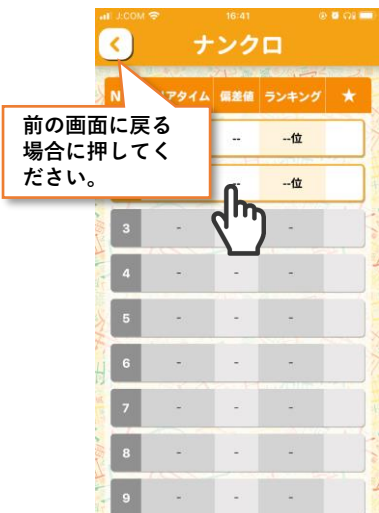 J:COM 16:41
ナンクロ
N アタイム 偏差値 ランキング ★
前の画面に戻る
場合に押してく
ださい。
-- --位
-- --位
3 - - -
4 - - -
5 - - -
6 - - -
7 - - -
8 - - -
9 - - -